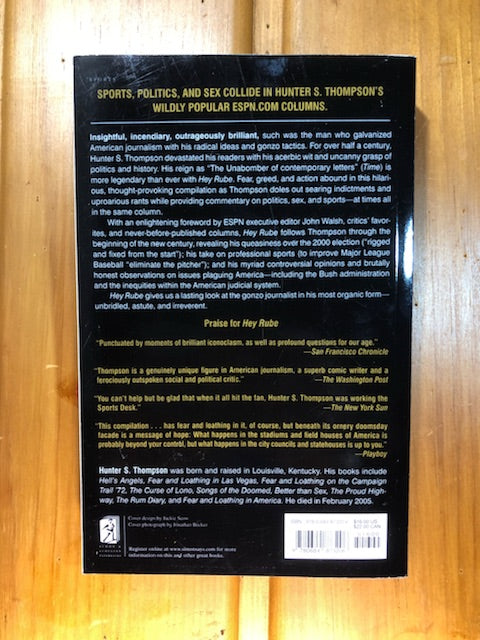 SPORTS
SPORTS, POLITICS, AND SEX COLLIDE IN HUNTER S. THOMPSON'S
WILDLY POPULAR ESPN.COM COLUMNS.
Insightful, incendiary, outrageously brilliant, such was the man who galvanized
American journalism with his radical ideas and gonzo tactics. For over half a century,
Hunter S. Thompson devastated his readers with his acerbic wit and uncanny grasp
of politics and history. His reign as "The Unabomber of contemporary letters" (Time) is
more legendary than ever with Hey Rube. Fear, greed, and action abound in this hilari-
ous, thought-provoking compilation as Thompson doles out searing indictments and
uproarious rants while providing commentary on politics, sex, and sports—at times all
in the same column.
With an enlightening foreword by ESPN executive editor John Walsh, critics' favor-
ites, and never-before-published columns, Hey Rube follows Thompson through the
beginning of the new century, revealing his queasiness over the 2000 election ("rigged
and fixed from the start"); his take on professional sports (to improve Major League
Baseball "eliminate the pitcher"); and his myriad controversial opinions and brutally
honest observations on issues plaguing America—including the Bush administration
and the inequities within the American judicial system.
Hey Rube gives us a lasting look at the gonzo journalist in his most organic form—
unbridled, astute, and irreverent.
Praise for Hey Rube
"Punctuated by moments of brilliant iconoclasm, as well as profound questions for our age."
—San Francisco Chronicle
"Thompson is a genuinely unique figure in American journalism, a superb comic writer and a
ferociously outspoken social and political critic." —The Washington Post
"You can't help but be glad that when it all hit the fan, Hunter S. Thompson was working the
Sports Desk." —The New York Sun
"This compilation . . . has fear and loathing in it, of course, but beneath its ornery doomsday
facade is a message of hope: What happens in the stadiums and field houses of America is
probably beyond your control, but what happens in the city councils and statehouses is up to you."
—Playboy
Hunter S. Thompson was born and raised in Louisville, Kentucky. His books include
Hell's Angels, Fear and Loathing in Las Vegas, Fear and Loathing on the Campaign
Trail '72, The Curse of Lono, Songs of the Doomed, Better than Sex, The Proud High-
way, The Rum Diary, and Fear and Loathing in America. He died in February 2005.
Cover design by Jackie Seow
Cover photograph by Jonathan Becker
Register online at www.simonsays.com for more
information on this and other great books.
ISBN
$16.00 US
$22.00 CAN